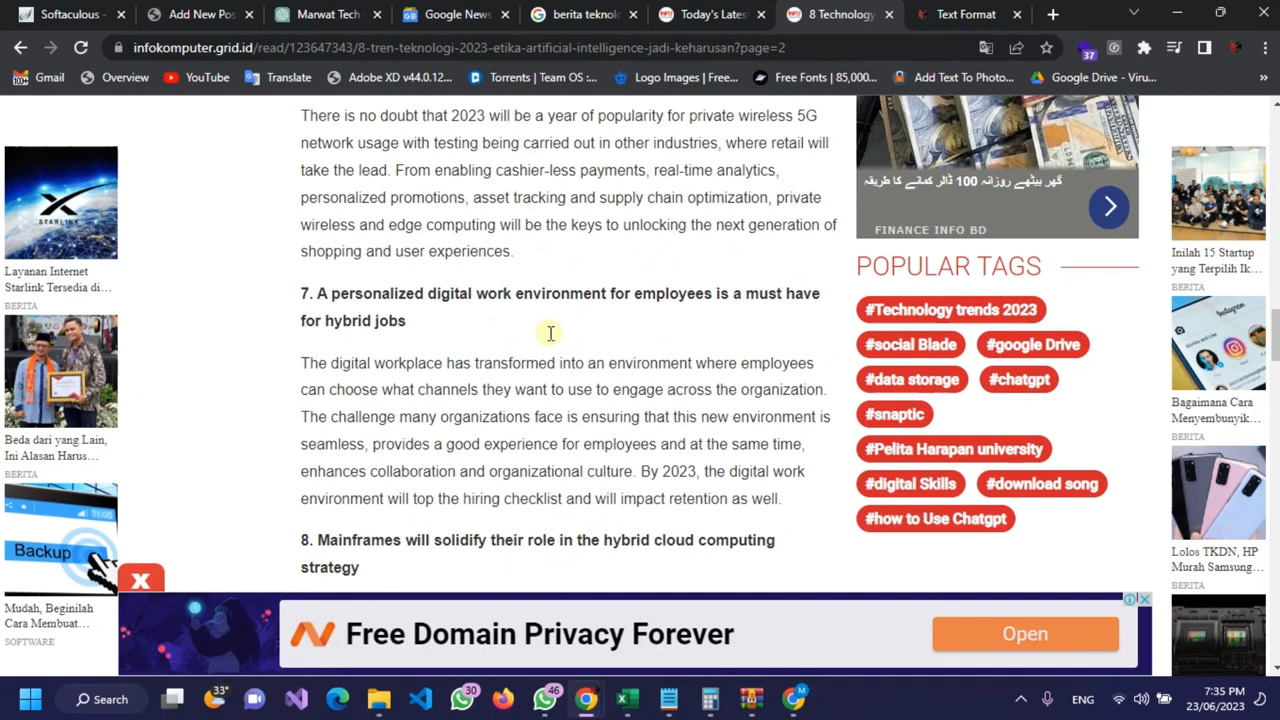 Softaculous -
Add New Pos
Marwat Tech
Google News
berita teknolo
Today's Lates
8 Technology
Text Format
infokomputer.grid.id/read/123647343/8-tren-teknologi-2023-etika-artificial-intelligence-jadi-keharusan?page=2
37
Gmail
Overview
YouTube
Translate
Adobe XD v44.0.12...
Torrents | Team OS :...
Logo Images | Free...
Free Fonts | 85,000...
Add Text To Photo...
Google Drive - Viru...
»
There is no doubt that 2023 will be a year of popularity for private wireless 5G
network usage with testing being carried out in other industries, where retail will
take the lead. From enabling cashier-less payments, real-time analytics,
personalized promotions, asset tracking and supply chain optimization, private
wireless and edge computing will be the keys to unlocking the next generation of
shopping and user experiences.
7. A personalized digital work environment for employees is a must have
for hybrid jobs
The digital workplace has transformed into an environment where employees
can choose what channels they want to use to engage across the organization.
The challenge many organizations face is ensuring that this new environment is
seamless, provides a good experience for employees and at the same time,
enhances collaboration and organizational culture. By 2023, the digital work
environment will top the hiring checklist and will impact retention as well.
8. Mainframes will solidify their role in the hybrid cloud computing
strategy
STARLINK
Layanan Internet
Starlink Tersedia di...
BERITA
Beda dari yang Lain,
Ini Alasan Harus...
BERITA
Backup
Mudah, Beginilah
Cara Membuat...
SOFTWARE
گھر بیٹھے روزانہ 100 ڈالر کمانے کا طریقہ
FINANCE INFO BD
POPULAR TAGS
#Technology trends 2023
#social Blade
#google Drive
#data storage
#chatgpt
#snaptic
#Pelita Harapan university
#digital Skills
#download song
#how to Use Chatgpt
Inilah 15 Startup
yang Terpilih Ik...
BERITA
Instagram
Bagaimana Cara
Menyembunyik...
BERITA
Lolos TKDN, HP
Murah Samsung...
BERITA
X
Free Domain Privacy Forever
Open
Search
33°
30
46
M
ENG
7:35 PM
23/06/2023